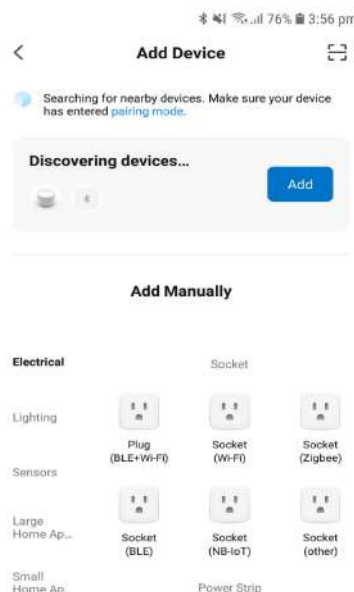 76% 3:56 pm
Add Device
Searching for nearby devices. Make sure your device
has entered pairing mode.
Discovering devices...
Add
Add Manually
Electrical
Socket
Lighting
Plug
(BLE+Wi-Fi)
Socket
(Wi-Fi)
Socket
(Zigbee)
Sensors
Large
Home Ap...
Socket
(BLE)
Socket
(NB-IoT)
Socket
(other)
Small
Home Ap
Power Strip